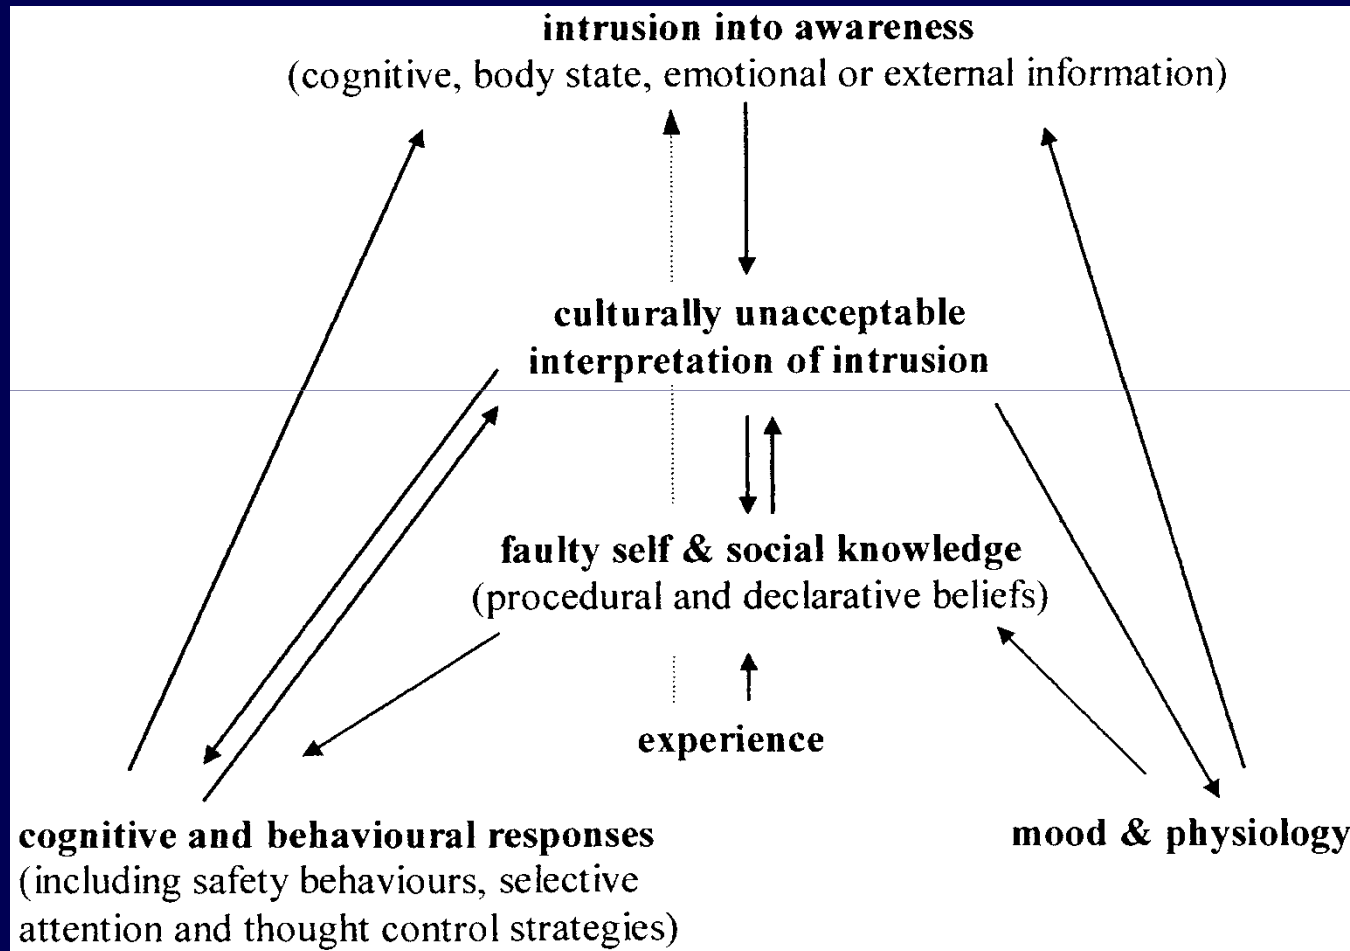 intrusion into awareness
(cognitive, body state, emotional or external information)
culturally unacceptable
interpretation of intrusion
faulty self & social knowledge
(procedural and declarative beliefs)
experience
cognitive and behavioural responses
(including safety behaviours, selective
attention and thought control strategies)
mood & physiology